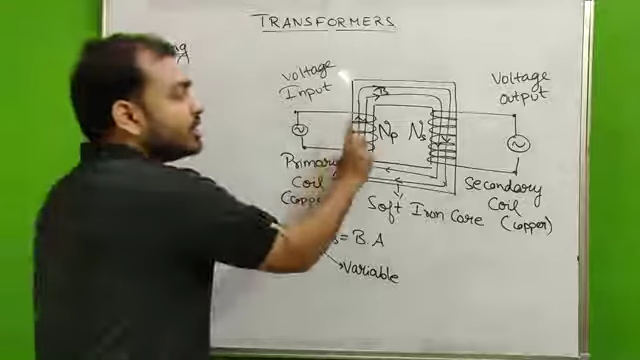 TRANSFORMERS
Voltage
Input
Voltage
output
B
Np
Ns
Primary
Coil
Soft Iron Core
Secondary
Coil
(copper)
= B.A
Variable